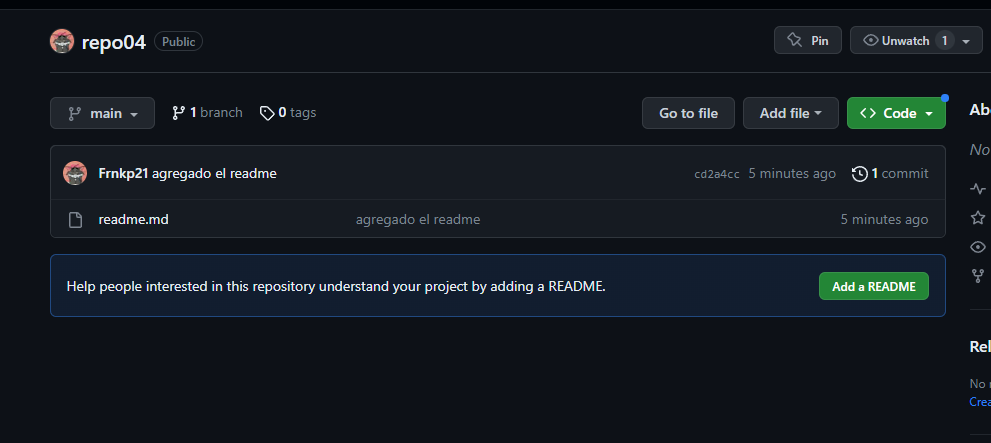 repo04 Public Pin Unwatch 1
main 1 branch 0 tags Go to file Add file Code
Frnkp21 agregado el readme cd2a4cc 5 minutes ago 1 commit
readme.md agregado el readme 5 minutes ago
Help people interested in this repository understand your project by adding a README. Add a README
Ab
No
Rel
No
Crea